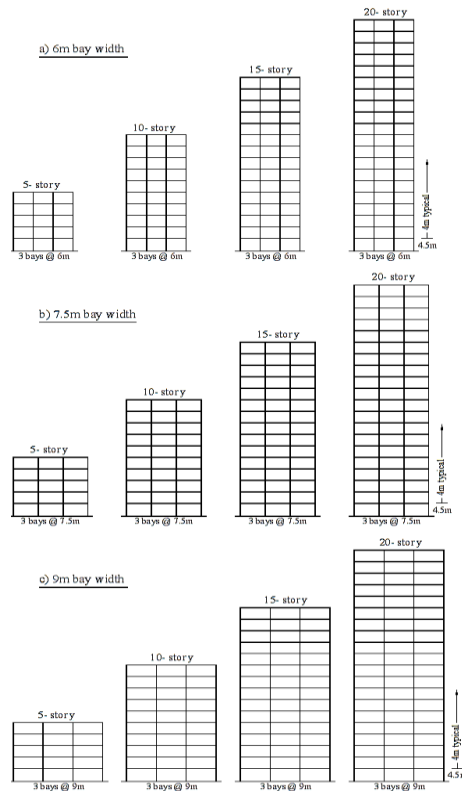 20- story
a) 6m bay width
15- story
10- story
5- story
4m typical
4.5m
3 bays @ 6m
3 bays @ 6m
3 bays @ 6m
3 bays @ 6m
20- story
b) 7.5m bay width
15- story
10- story
5- story
4m typical
4.5m
3 bays @ 7.5m
3 bays @ 7.5m
3 bays @ 7.5m
3 bays @ 7.5m
20- story
c) 9m bay width
15- story
10- story
5- story
4m typical
4.5
3 bays @ 9m
3 bays @ 9m
3 bays @ 9m
3 bays @ 9m